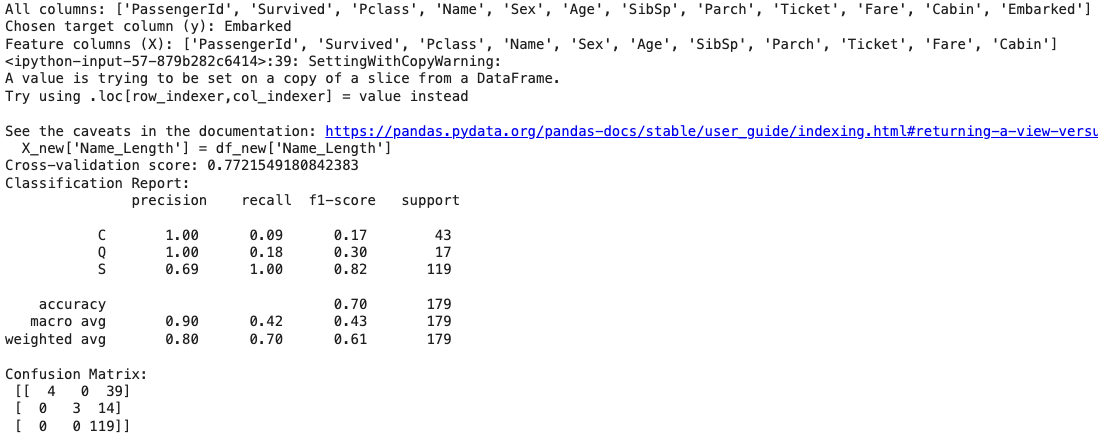 All columns: ['PassengerId', 'Survived', 'Pclass', 'Name', 'Sex', 'Age', 'SibSp', 'Parch', 'Ticket', 'Fare', 'Cabin', 'Embarked']
Chosen target column (y): Embarked
Feature columns (X): ['PassengerId', 'Survived', 'Pclass', 'Name', 'Sex', 'Age', 'SibSp', 'Parch', 'Ticket', 'Fare', 'Cabin']
<ipython-input-57-879b282c6414>:39: SettingWithCopyWarning:
A value is trying to be set on a copy of a slice from a DataFrame.
Try using .loc[row_indexer,col_indexer] = value instead

See the caveats in the documentation: https://pandas.pydata.org/pandas-docs/stable/user_guide/indexing.html#returning-a-view-versu
  X_new['Name_Length'] = df_new['Name_Length']
Cross-validation score: 0.7721549180842383
Classification Report:
               precision    recall  f1-score   support

           C       1.00      0.09      0.17        43
           Q       1.00      0.18      0.30        17
           S       0.69      1.00      0.82       119

    accuracy                           0.70       179
   macro avg       0.90      0.42      0.43       179
weighted avg       0.80      0.70      0.61       179

Confusion Matrix:
 [[  4   0  39]
 [  0   3  14]
 [  0   0 119]]